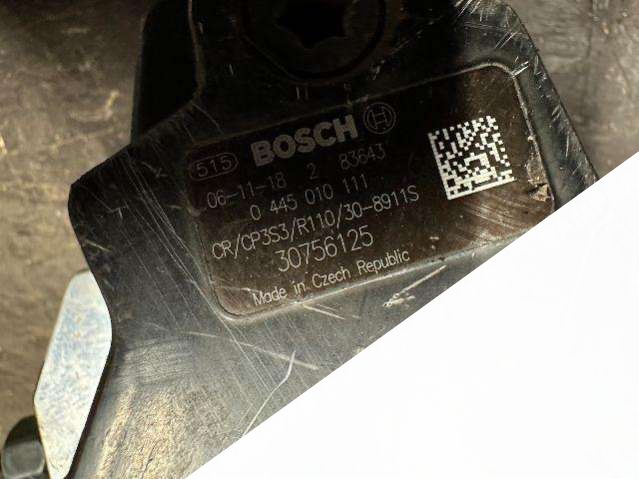 515 BOSCH
06-11-18 2 83643
0 445 010 111
CR/CP3S3/R110/30-8911S
30756125
Made in Czech Republic